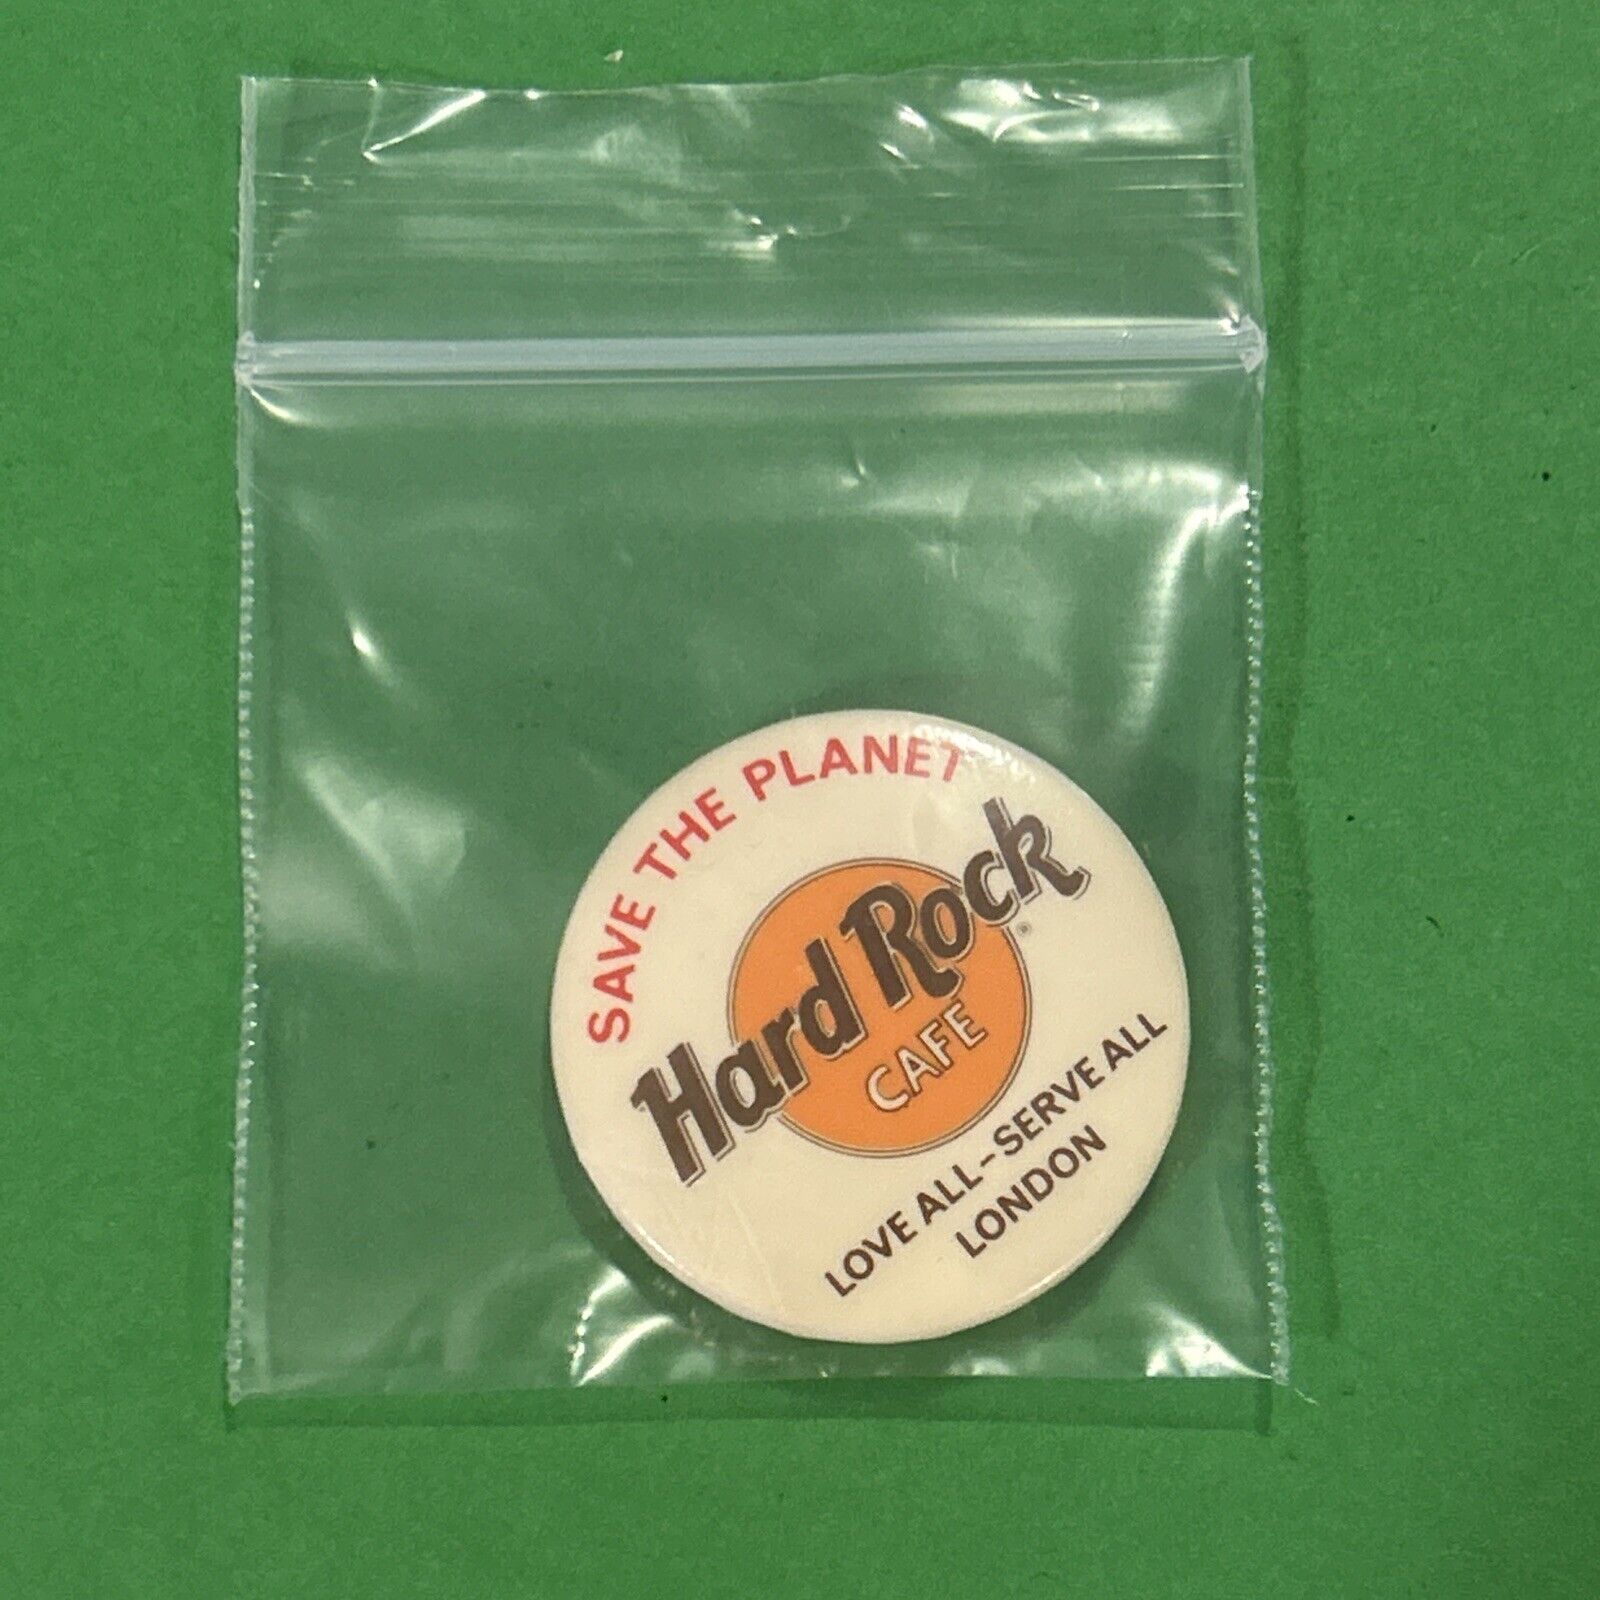 SAVE THE PLANET
Hard Rock
CAFE
LOVE ALL-SERVE ALL
LONDON